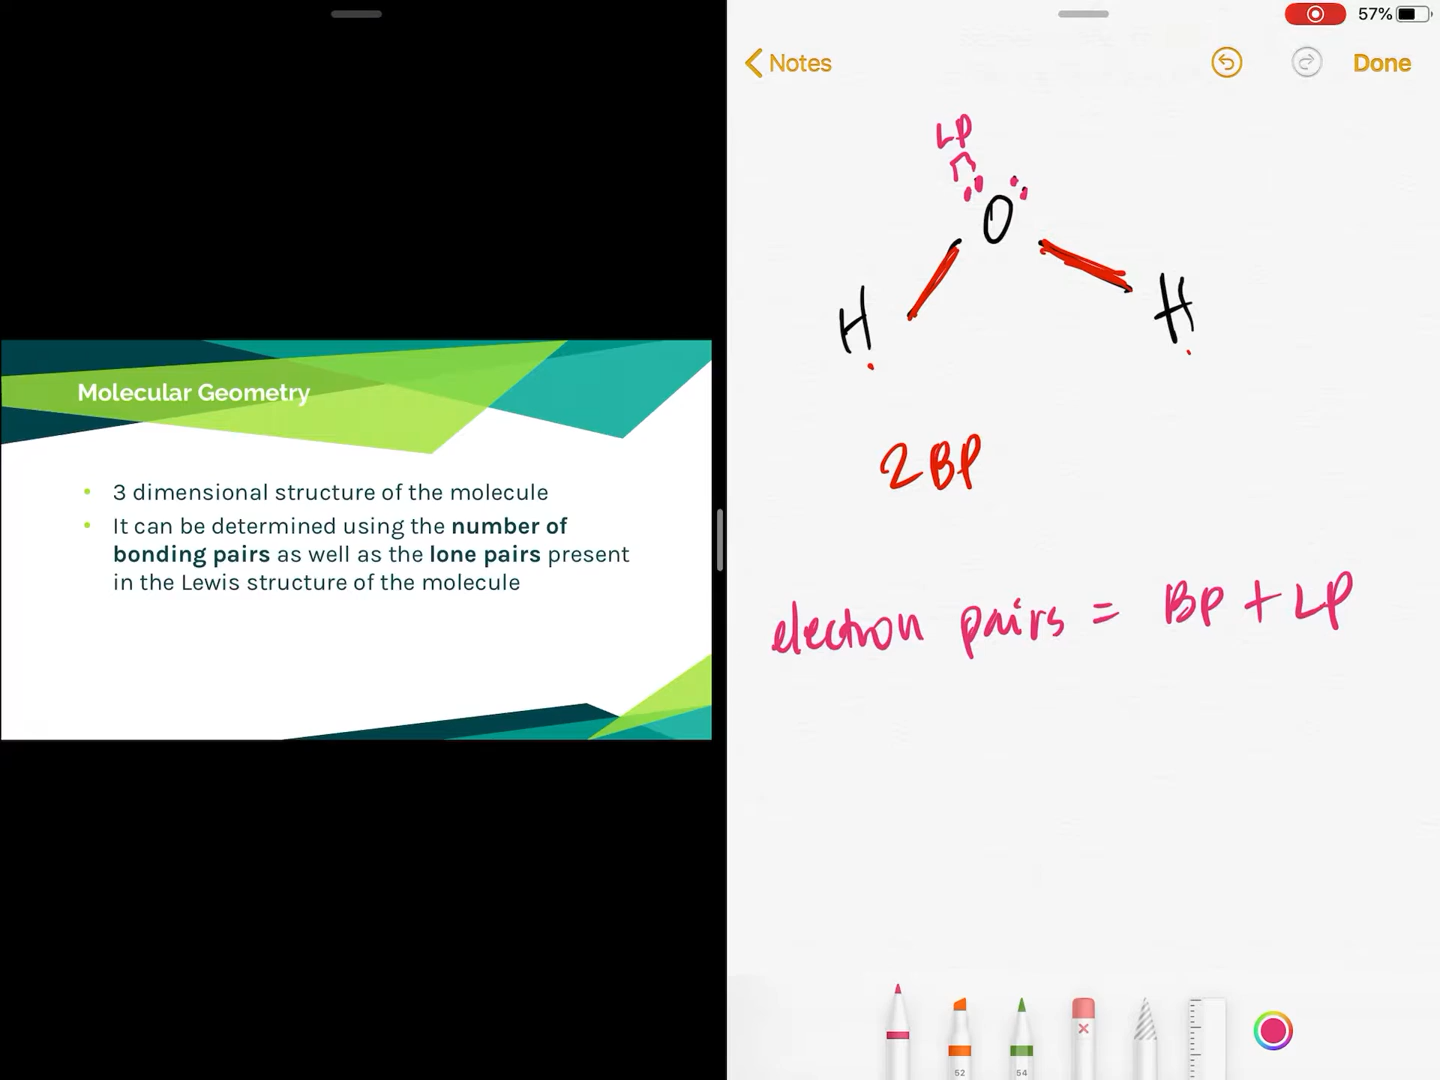 57%
Notes
Done
LP
O
H
H
2BP
electron pairs = BP + LP
Molecular Geometry
• 3 dimensional structure of the molecule
• It can be determined using the number of
bonding pairs as well as the lone pairs present
in the Lewis structure of the molecule
52
54